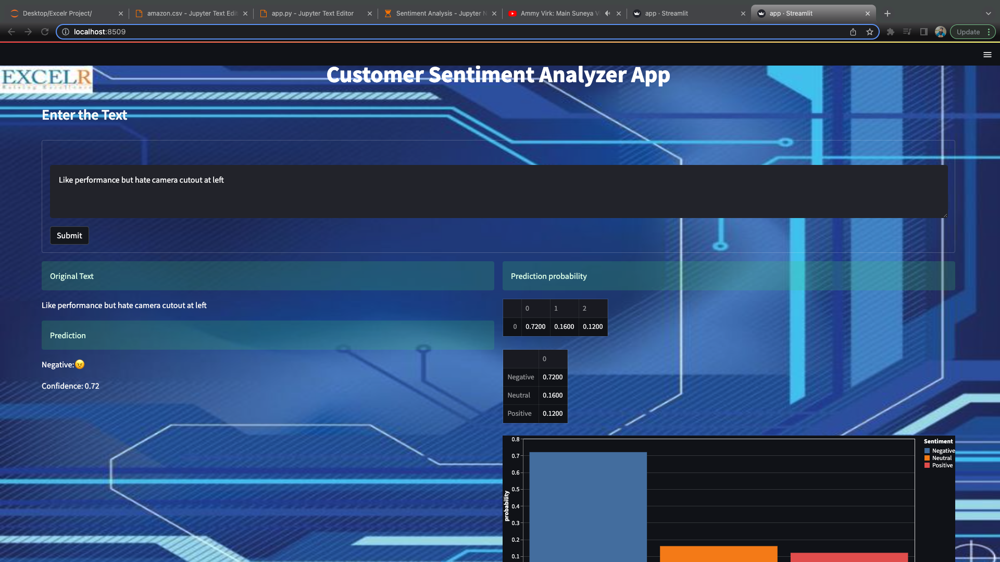 Desktop/Excelr Project/
amazon.csv - Jupyter Text Edit
app.py - Jupyter Text Editor
Sentiment Analysis - Jupyter N
Ammy Virk: Main Suneya V
app · Streamlit
app · Streamlit
localhost:8509
Update
EXCELR
Raising Excellence
Customer Sentiment Analyzer App
Enter the Text
Like performance but hate camera cutout at left
Submit
Original Text
Like performance but hate camera cutout at left
Prediction
Negative:😠
Confidence: 0.72
Prediction probability
0 1 2
0 0.7200 0.1600 0.1200
0
Negative 0.7200
Neutral 0.1600
Positive 0.1200
0.8
0.7
0.6
0.5
0.4
0.3
0.2
0.1
probability
Sentiment
Negative
Neutral
Positive